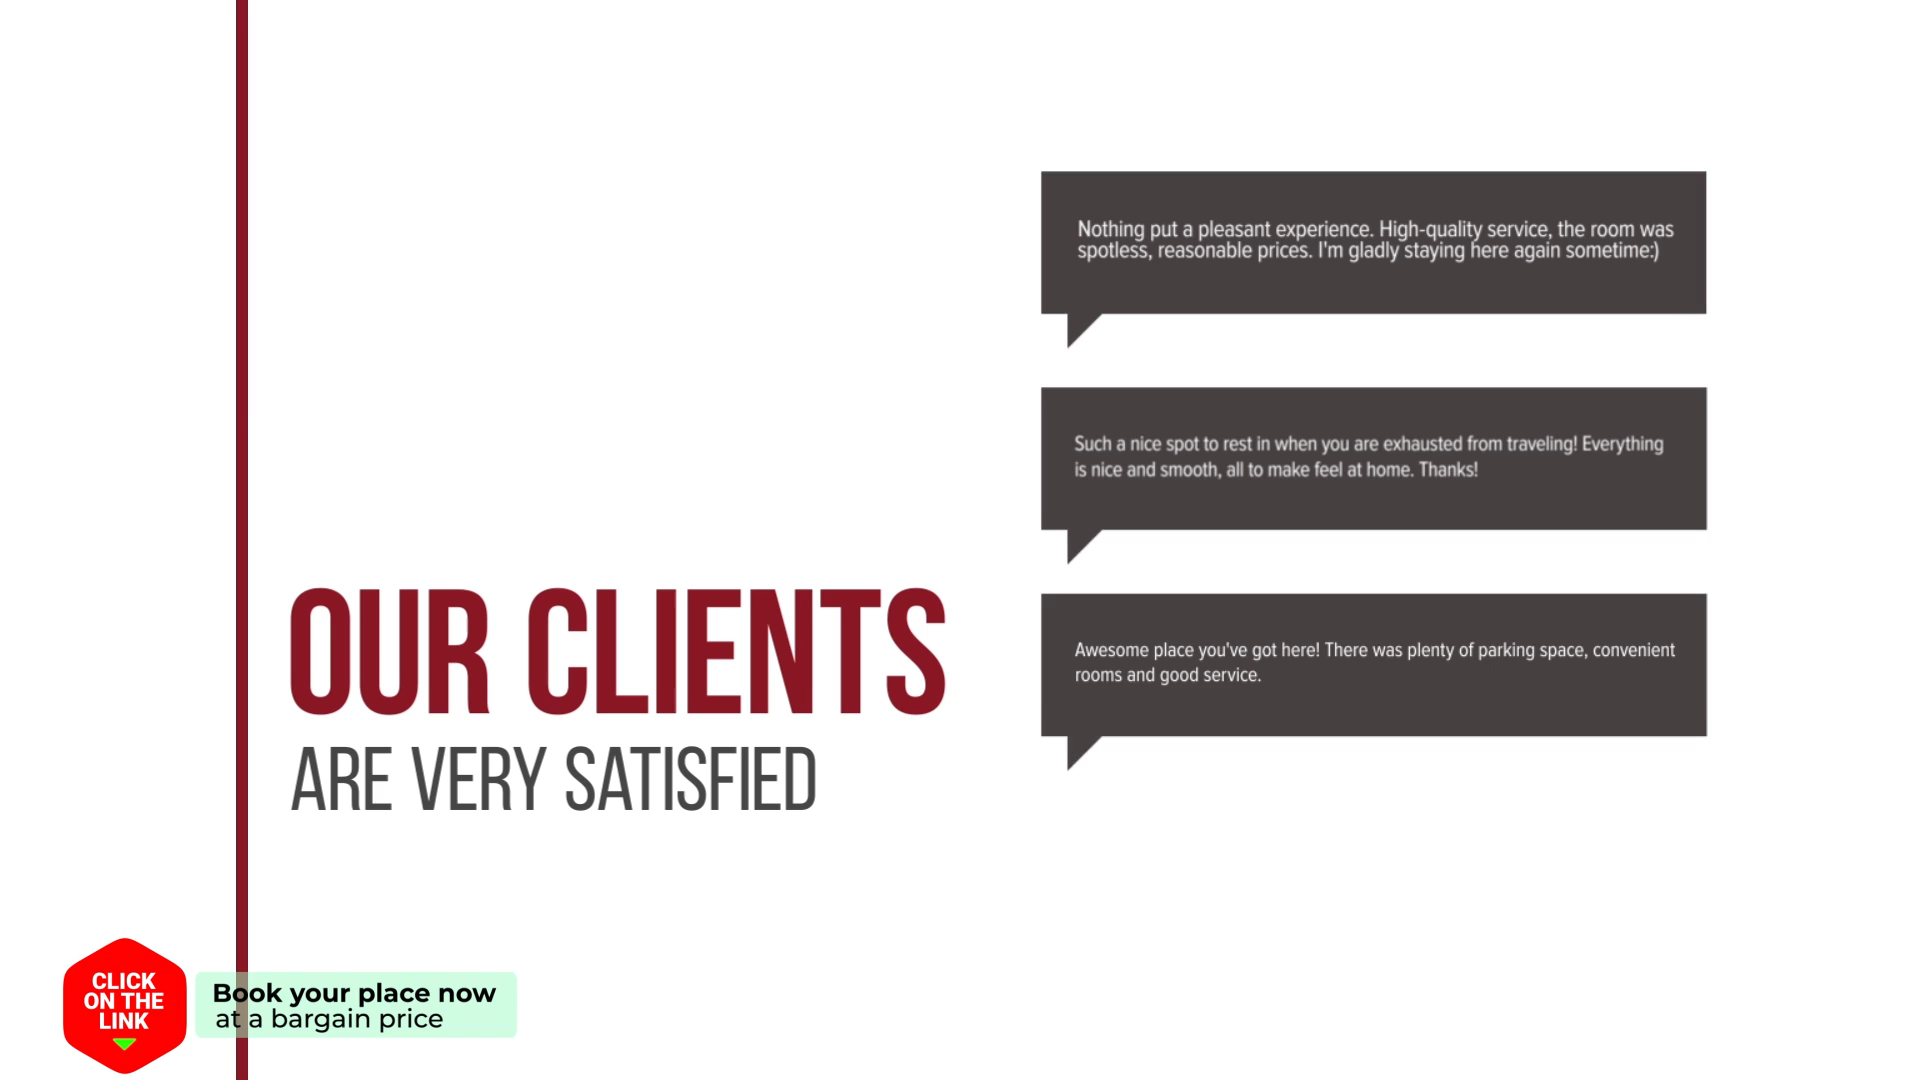 Nothing put a pleasant experience. High-quality service, the room was
spotless, reasonable prices. I'm gladly staying here again sometime:)
Such a nice spot to rest in when you are exhausted from traveling! Everything
is nice and smooth, all to make feel at home. Thanks!
Awesome place you've got here! There was plenty of parking space, convenient
rooms and good service.
OUR CLIENTS
ARE VERY SATISFIED
CLICK
ON THE
LINK
Book your place now
at a bargain price